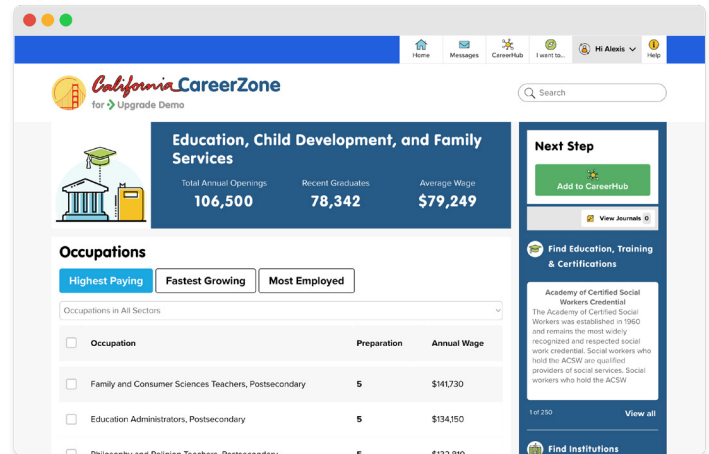 Home
Messages
CareerHub
I want to...
Hi Alexis
Help
California CareerZone
for Upgrade Demo
Search
Education, Child Development, and Family
Services
Total Annual Openings
Recent Graduates
Average Wage
106,500
78,342
$79,249
Next Step
Add to CareerHub
View Journals 0
Occupations
Highest Paying
Fastest Growing
Most Employed
Occupations in All Sectors
Occupation
Preparation
Annual Wage
Family and Consumer Sciences Teachers, Postsecondary
5
$141,730
Education Administrators, Postsecondary
5
$134,150
Philosophy and Religion Teachers, Postsecondary
5
Find Education, Training
& Certifications
Academy of Certified Social
Workers Credential
The Academy of Certified Social
Workers was established in 1960
and remains the most widely
recognized and respected social
work credential. Social workers who
hold the ACSW are qualified
providers of social services. Social
workers who hold the ACSW
1 of 250
View all
Find Institutions